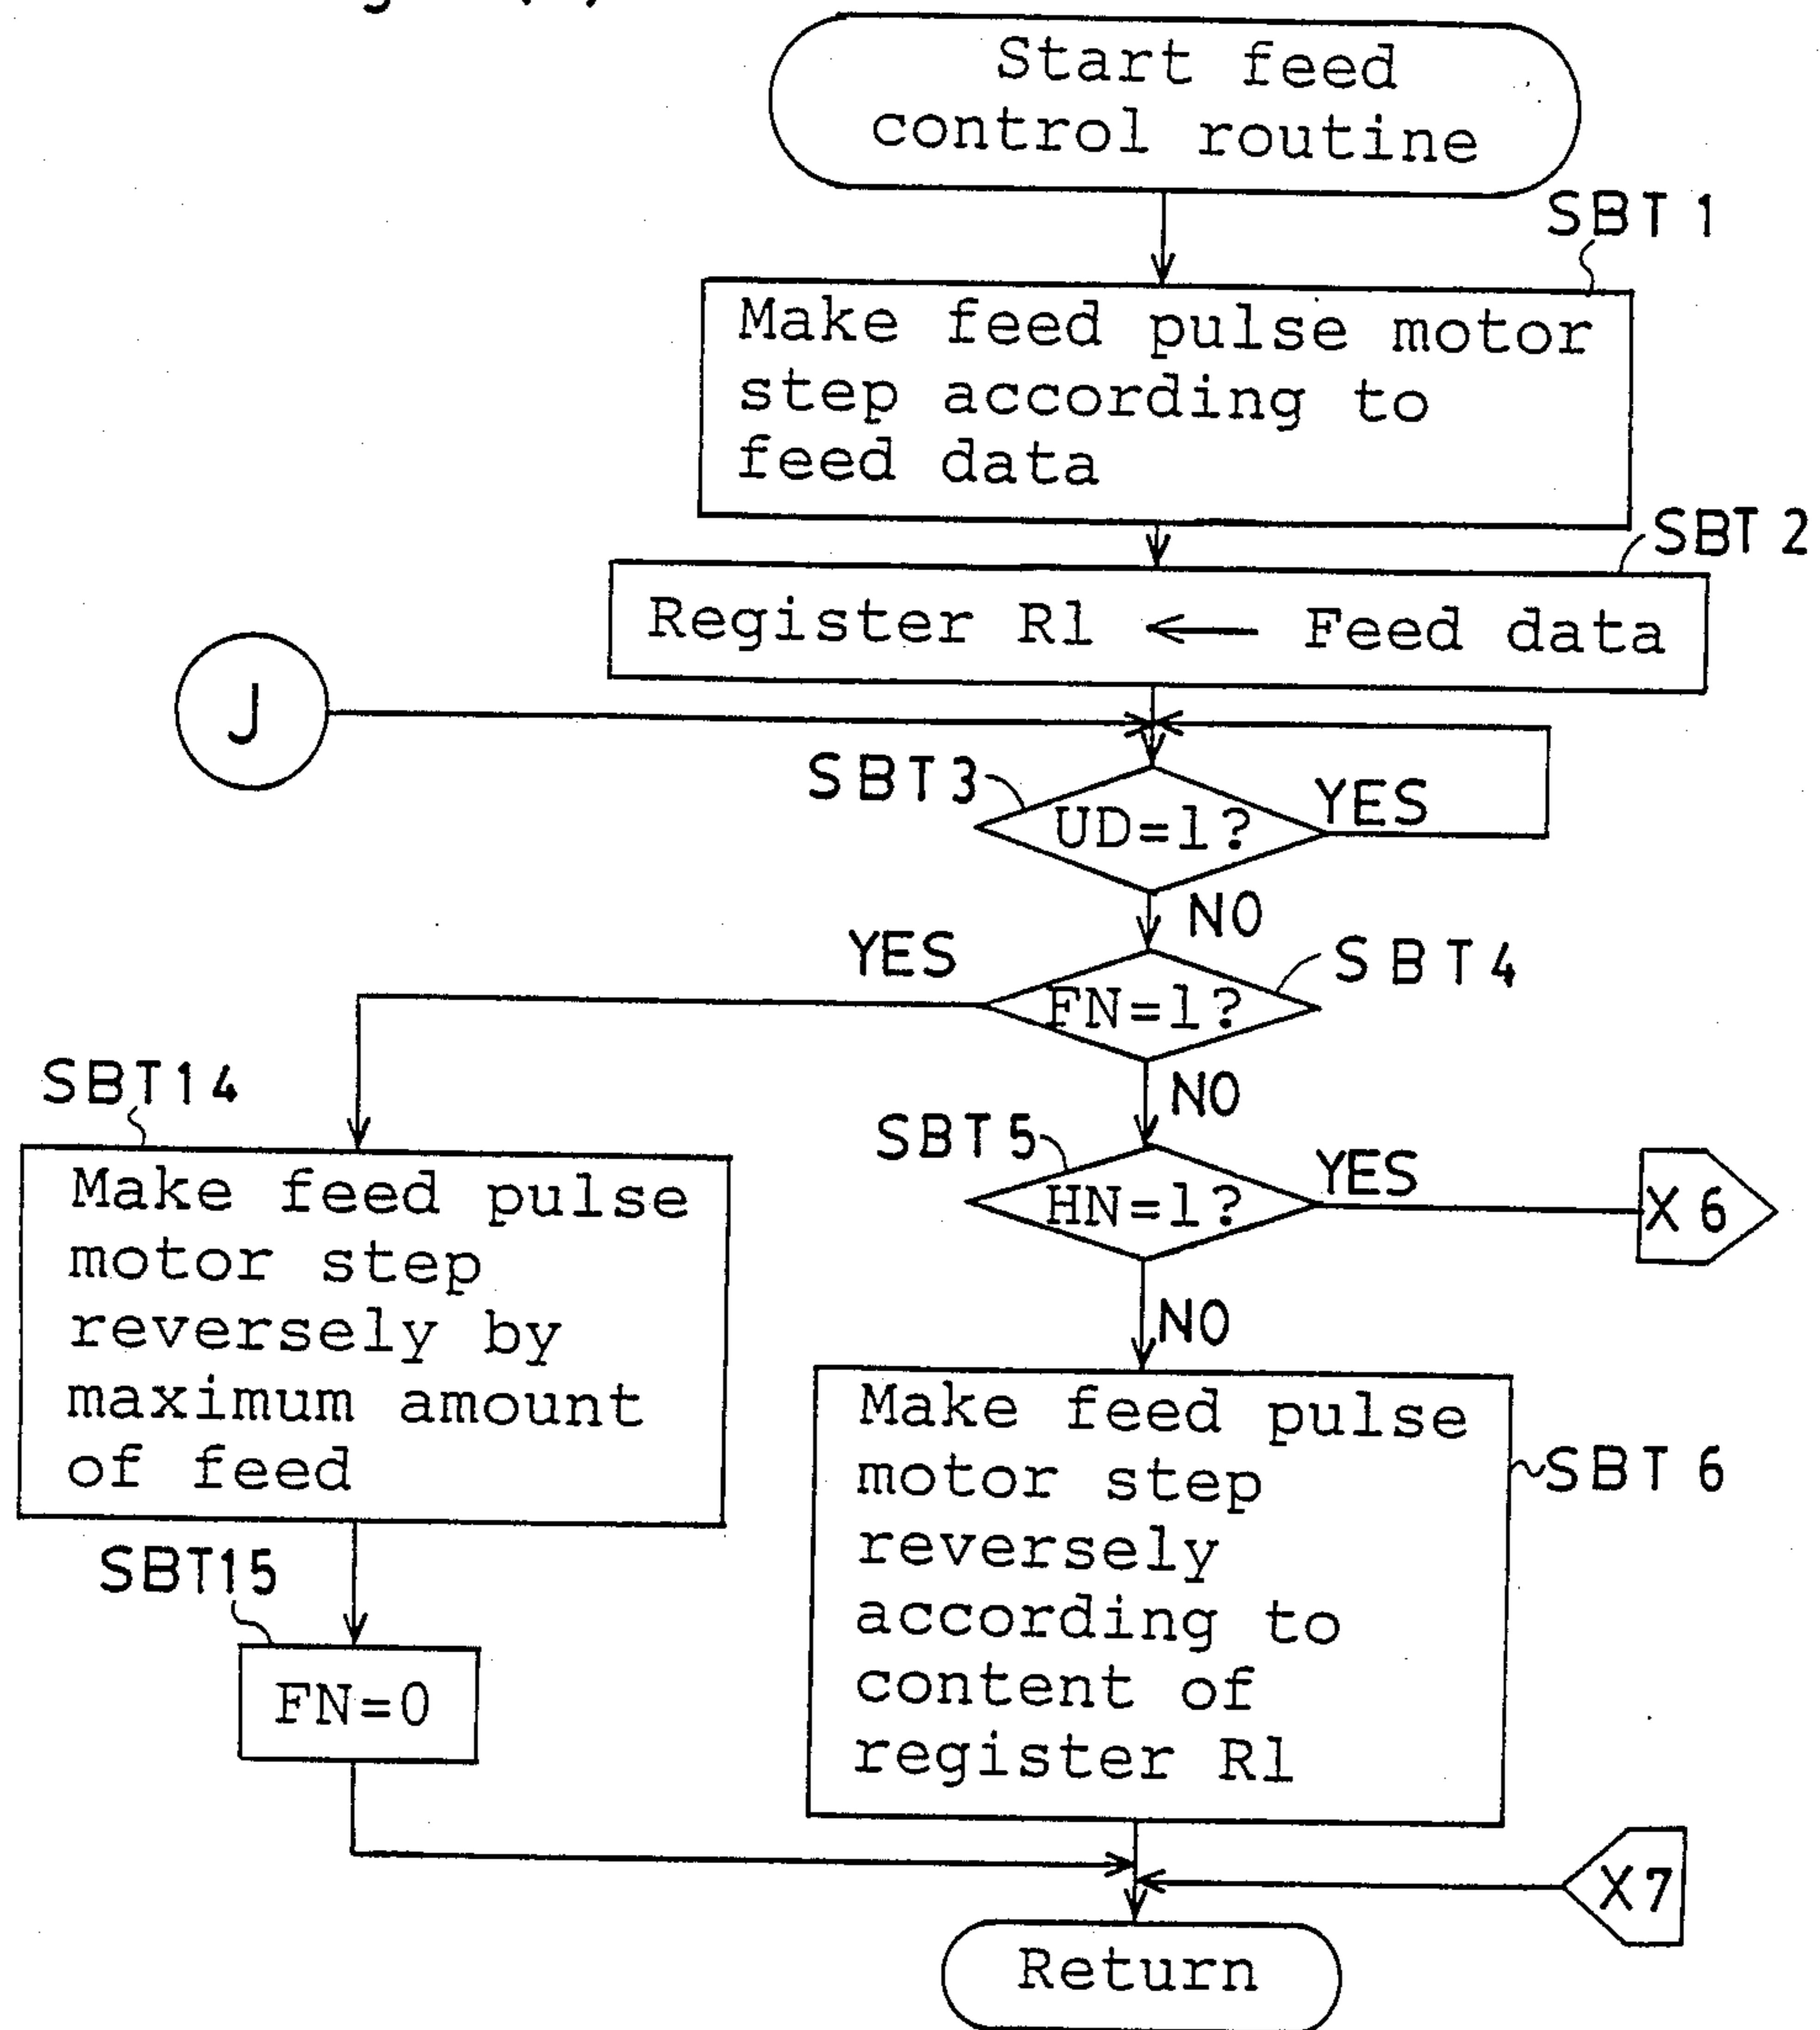 Start feed
control routine
SBT 1
Make feed pulse motor
step according to
feed data
SBT 2
Register R1 ← Feed data
J
SBT3
UD=1?
YES
NO
YES
SBT4
FN=1?
NO
SBT14
SBT5
HN=1?
YES
X6
Make feed pulse
motor step
reversely by
maximum amount
of feed
NO
Make feed pulse
motor step
reversely
according to
content of
register R1
SBT 6
SBT15
FN=0
X7
Return